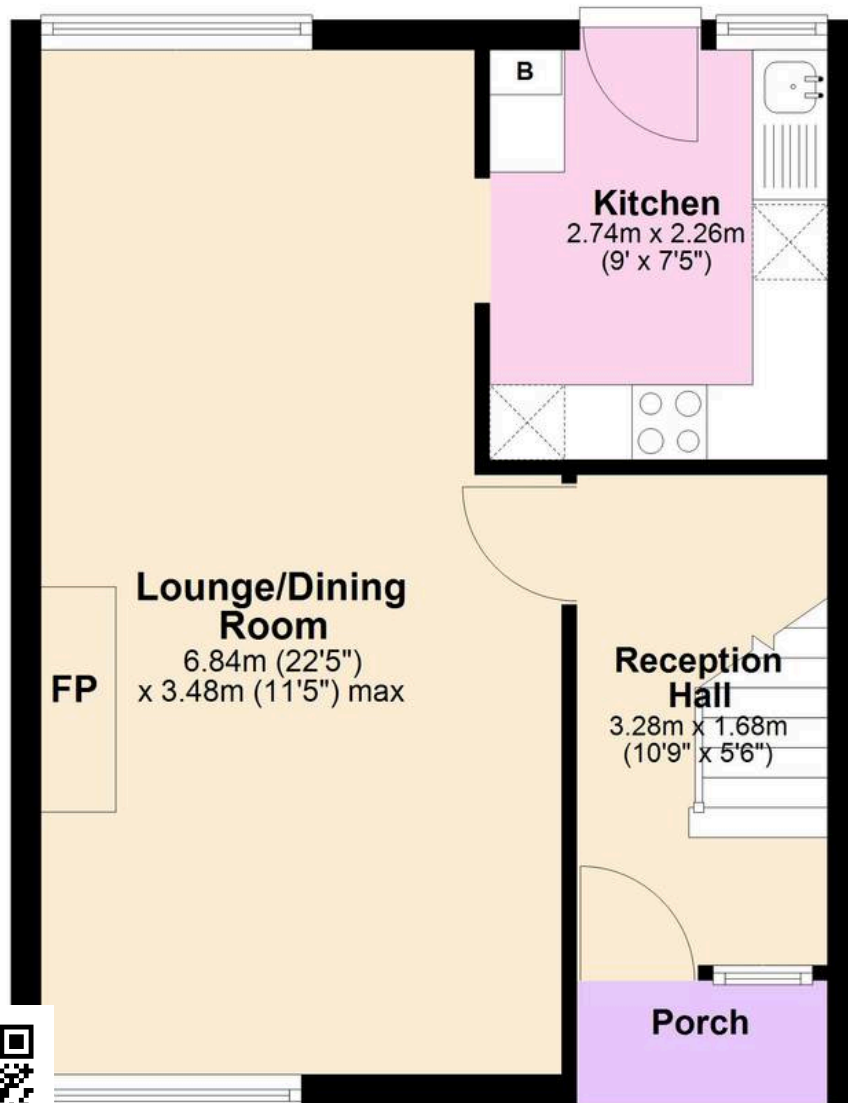 B
Kitchen
2.74m x 2.26m
(9' x 7'5")
Lounge/Dining
Room
6.84m (22'5")
x 3.48m (11'5") max
FP
Reception
Hall
3.28m x 1.68m
(10'9" x 5'6")
Porch